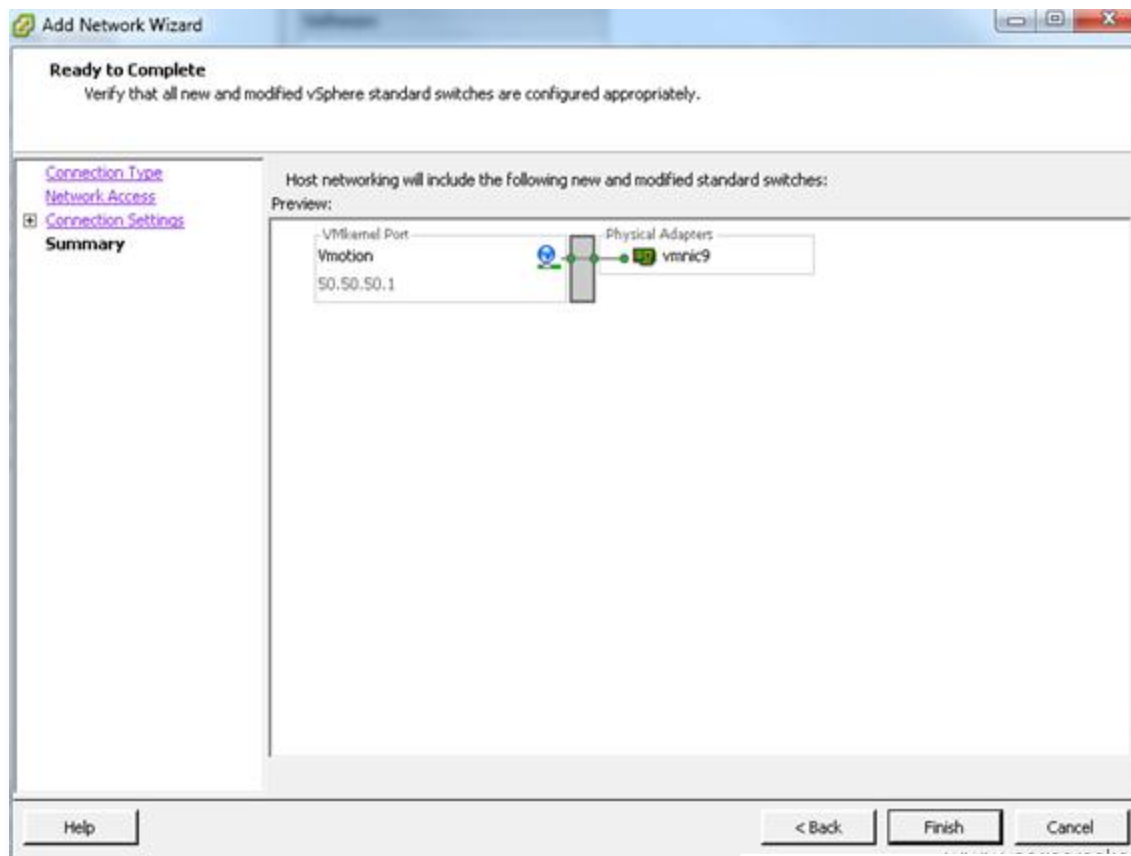 Add Network Wizard
Ready to Complete
Verify that all new and modified vSphere standard switches are configured appropriately.
Connection Type
Network Access
Connection Settings
Summary
Host networking will include the following new and modified standard switches:
Preview:
VMkernel Port
Physical Adapters
Vmotion
vmnic9
50.50.50.1
Help
< Back
Finish
Cancel